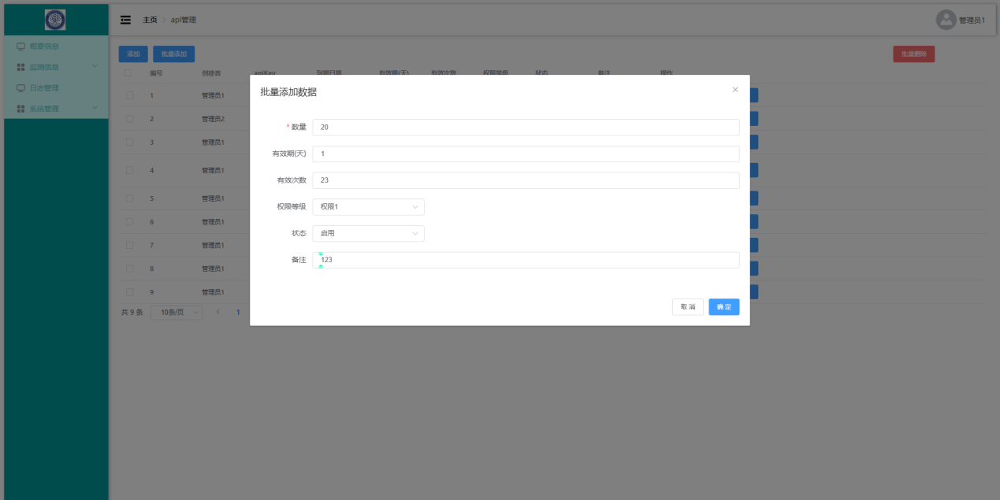 主页 > api管理
管理员1
概要信息
监测信息
日志管理
系统管理
添加 批量添加
批量删除
编号 创建者 apiKey 到期日期 有效期(天) 有效次数 权限等级 状态 备注 操作
1 管理员1
2 管理员2
3 管理员1
4 管理员1
5 管理员1
6 管理员1
7 管理员1
8 管理员1
9 管理员1
共 9 条 10条/页 < 1
批量添加数据
* 数量 20
有效期(天) 1
有效次数 23
权限等级 权限1
状态 启用
备注 123
取 消 确 定